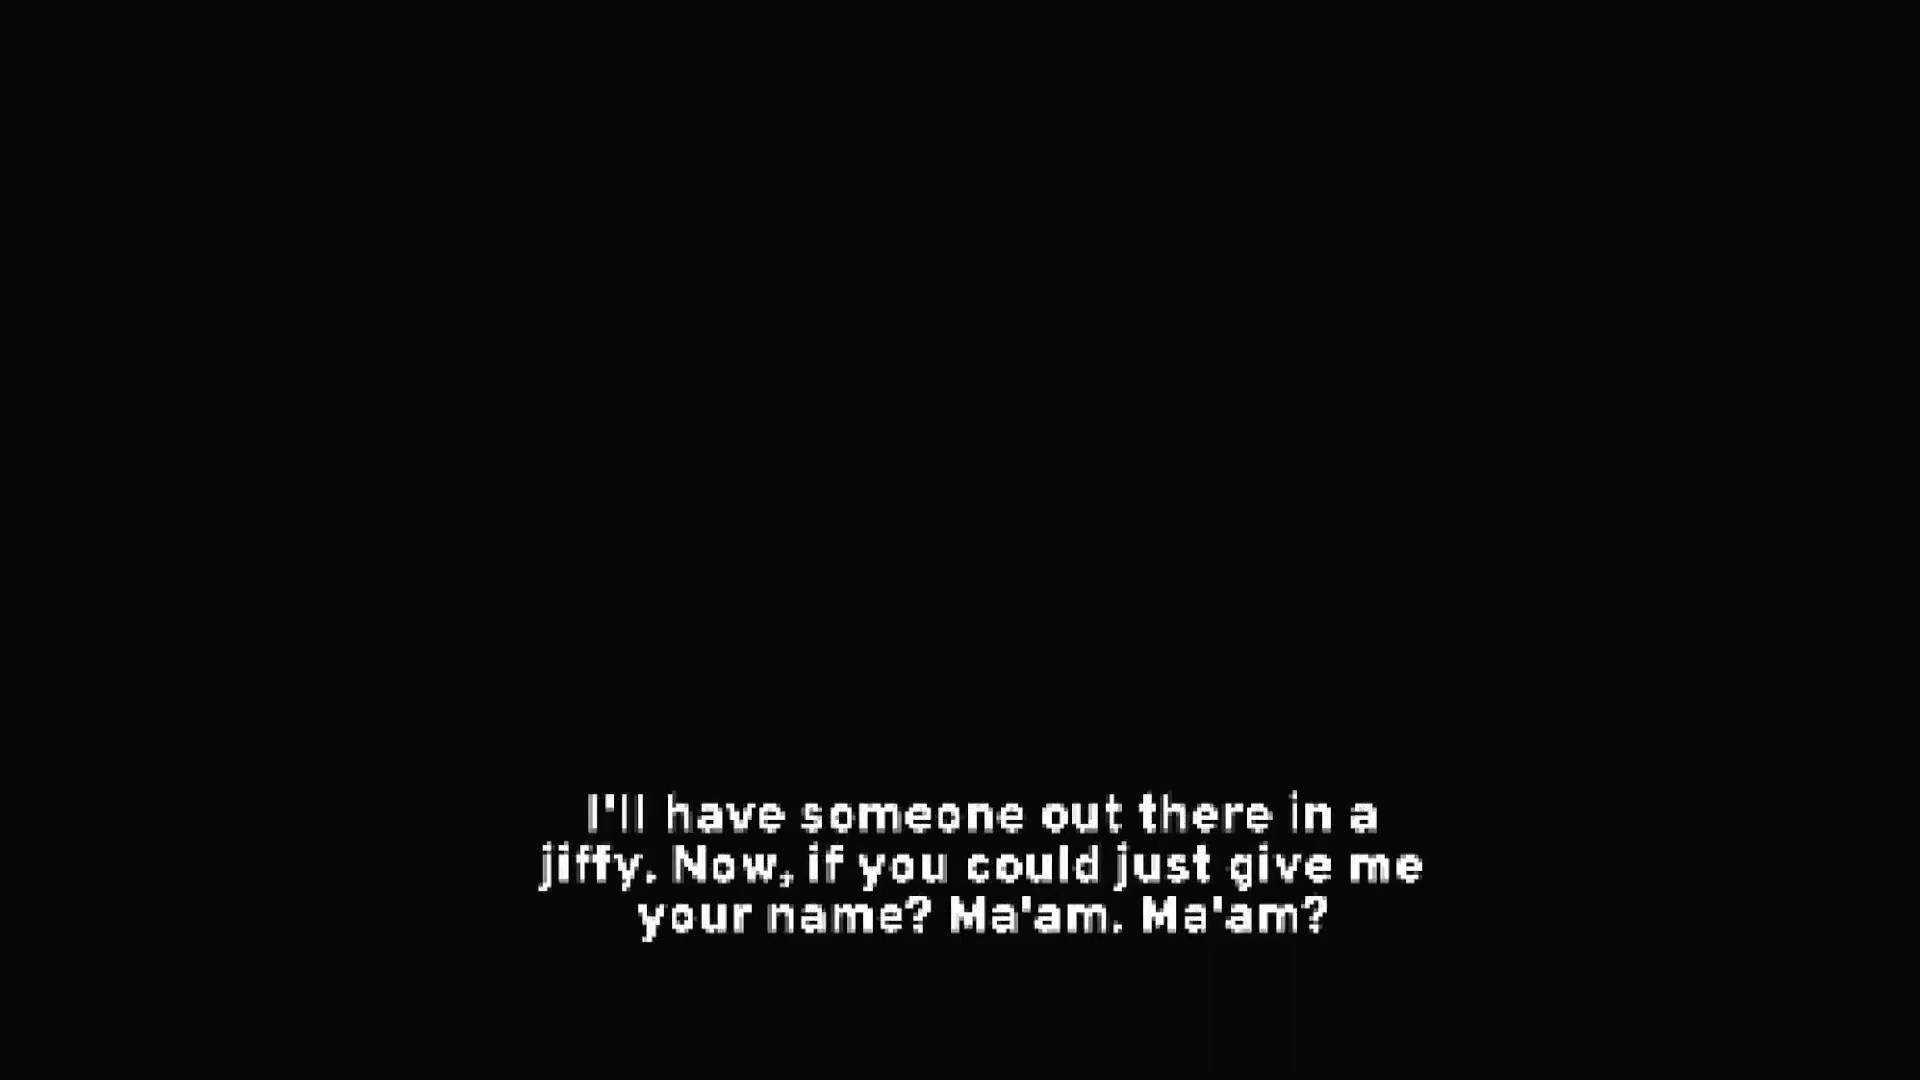 I'll have someone out there in a
jiffy. Now, if you could just give me
your name? Ma'am. Ma'am?